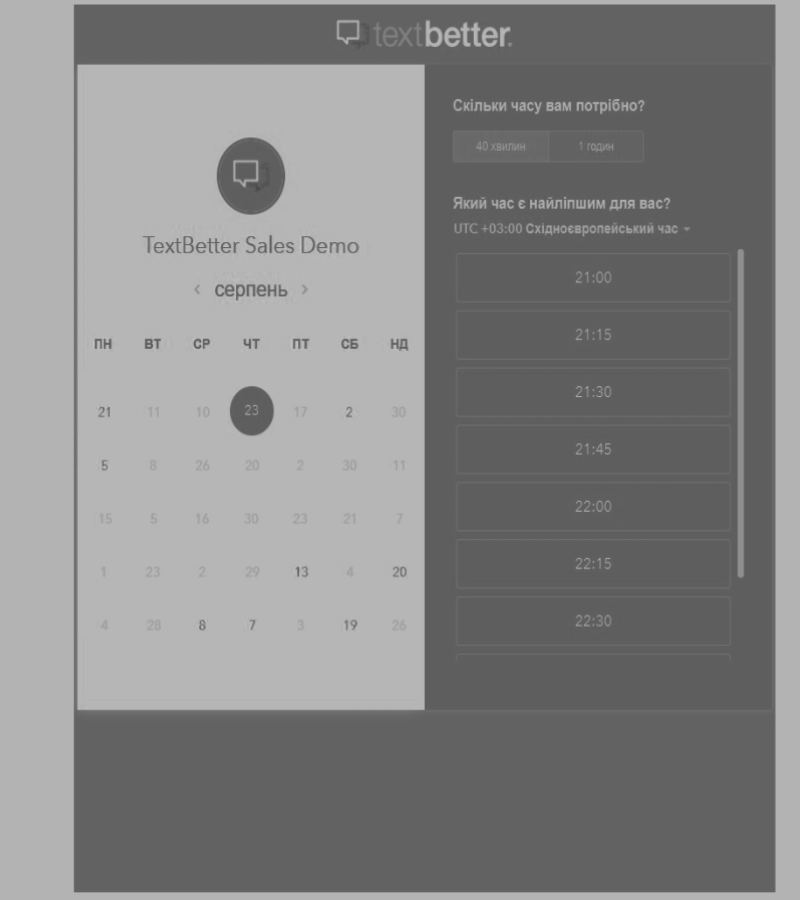 textbetter.
TextBetter Sales Demo
‹ серпень ›
ПН ВТ СР ЧТ ПТ СБ НД
21 11 10 23 17 2 30
5 8 26 20 2 30 11
15 5 16 30 23 21 7
1 23 2 29 13 4 20
4 28 8 7 3 19 26
Скільки часу вам потрібно?
40 хвилин 1 годин
Який час є найліпшим для вас?
UTC +03:00 Східноєвропейський час
21:00
21:15
21:30
21:45
22:00
22:15
22:30